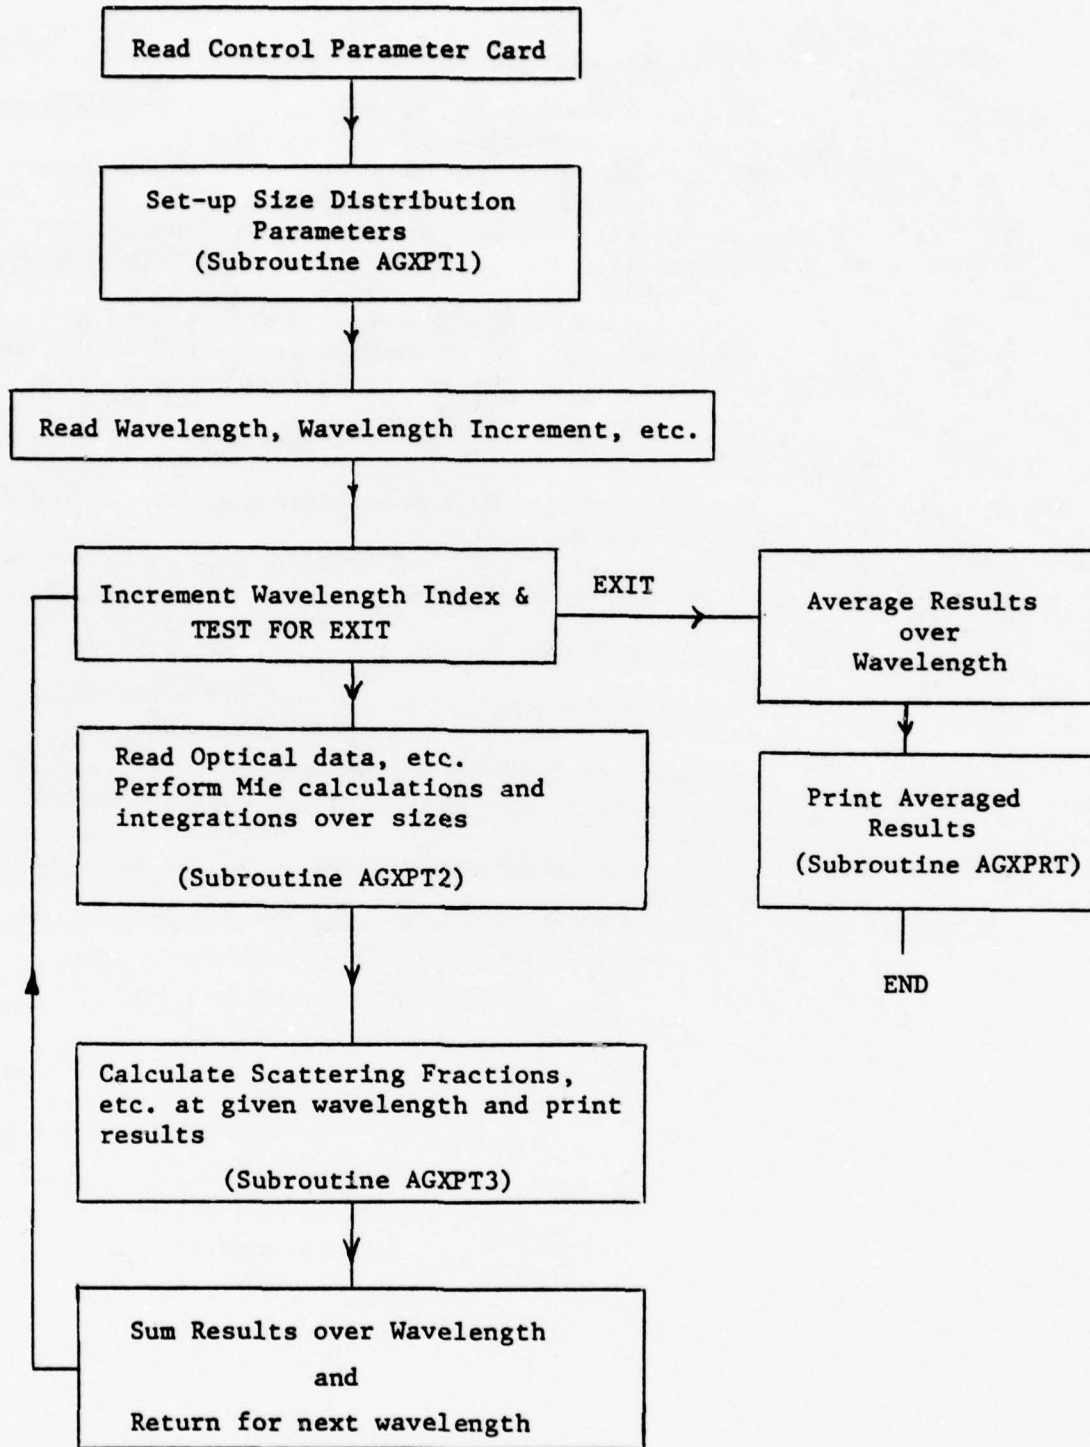 Read Control Parameter Card
Set-up Size Distribution
Parameters
(Subroutine AGXPT1)
Read Wavelength, Wavelength Increment, etc.
Increment Wavelength Index &
TEST FOR EXIT
EXIT
Average Results
over
Wavelength
Read Optical data, etc.
Perform Mie calculations and
integrations over sizes
(Subroutine AGXPT2)
Print Averaged
Results
(Subroutine AGXPRT)
END
Calculate Scattering Fractions,
etc. at given wavelength and print
results
(Subroutine AGXPT3)
Sum Results over Wavelength
and
Return for next wavelength